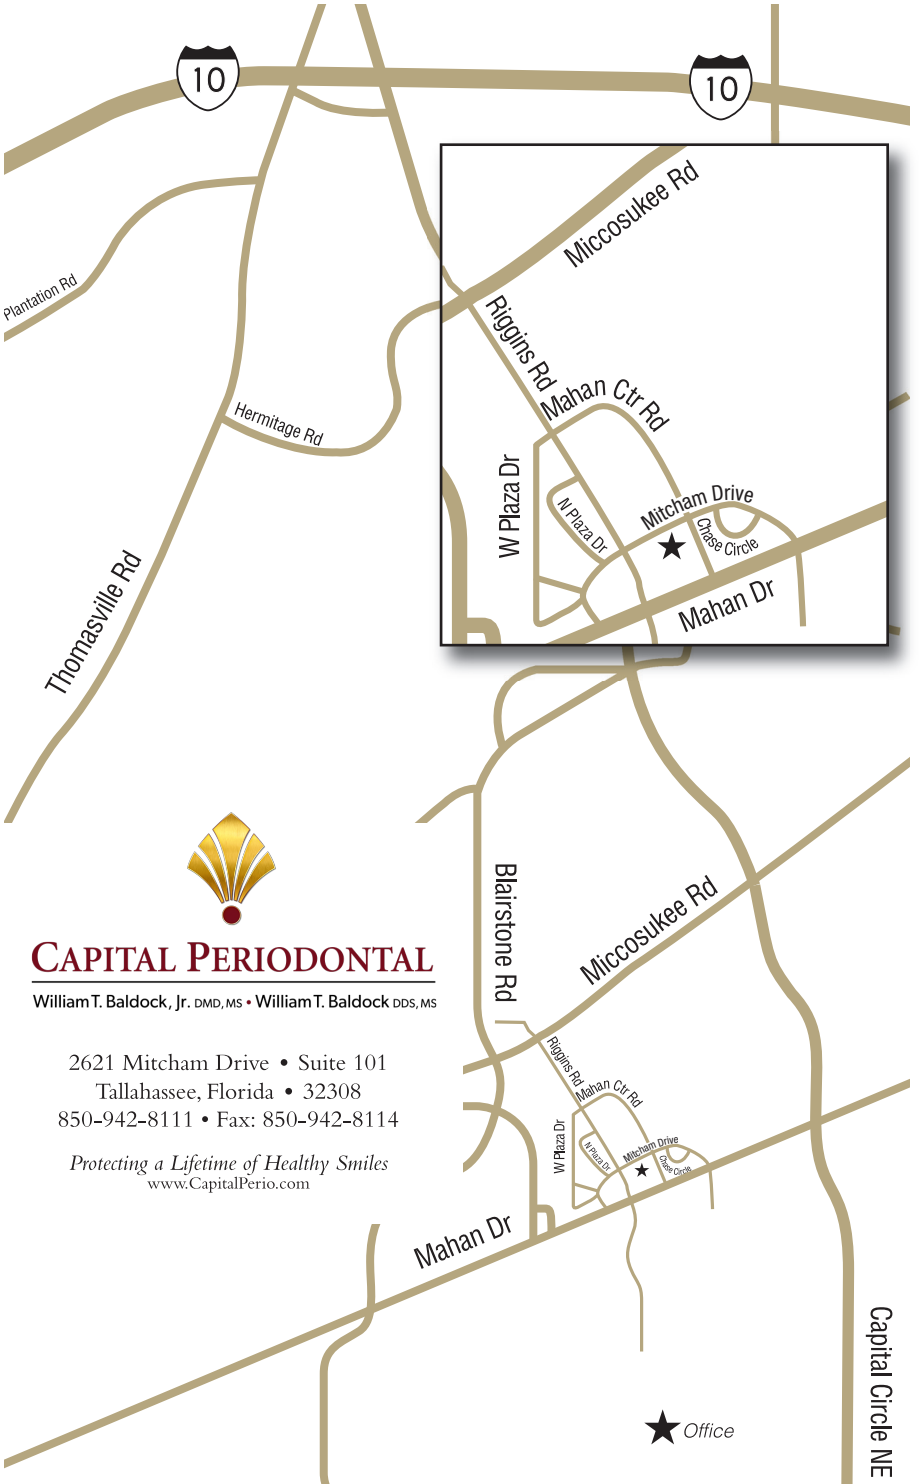 10
10
Miccosukee Rd
Plantation Rd
Riggins Rd
Mahan Ctr Rd
Hermitage Rd
W Plaza Dr
N Plaza Dr
Mitcham Drive
Chase Circle
Mahan Dr
Thomasville Rd
Blairstone Rd
Miccosukee Rd
CAPITAL PERIODONTAL
William T. Baldock, Jr. DMD, MS • William T. Baldock DDS, MS
2621 Mitcham Drive • Suite 101
Tallahassee, Florida • 32308
850-942-8111 • Fax: 850-942-8114
Protecting a Lifetime of Healthy Smiles
www.CapitalPerio.com
Riggins Rd
Mahan Ctr Rd
W Plaza Dr
N Plaza Dr
Mitcham Drive
Chase Circle
Mahan Dr
Capital Circle NE
Office